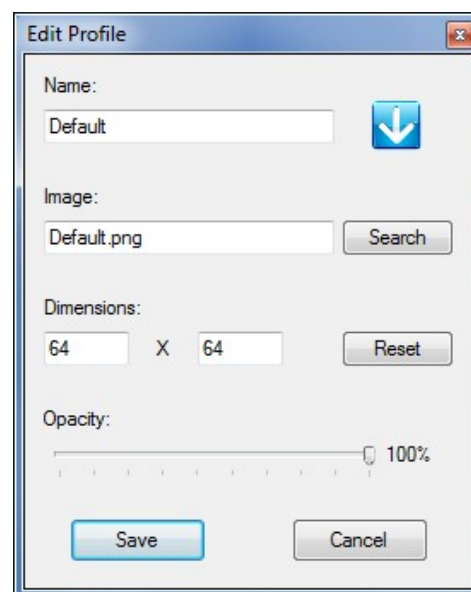 Edit Profile
Name:
Default
Image:
Default.png
Search
Dimensions:
64 X 64
Reset
Opacity:
100%
Save
Cancel